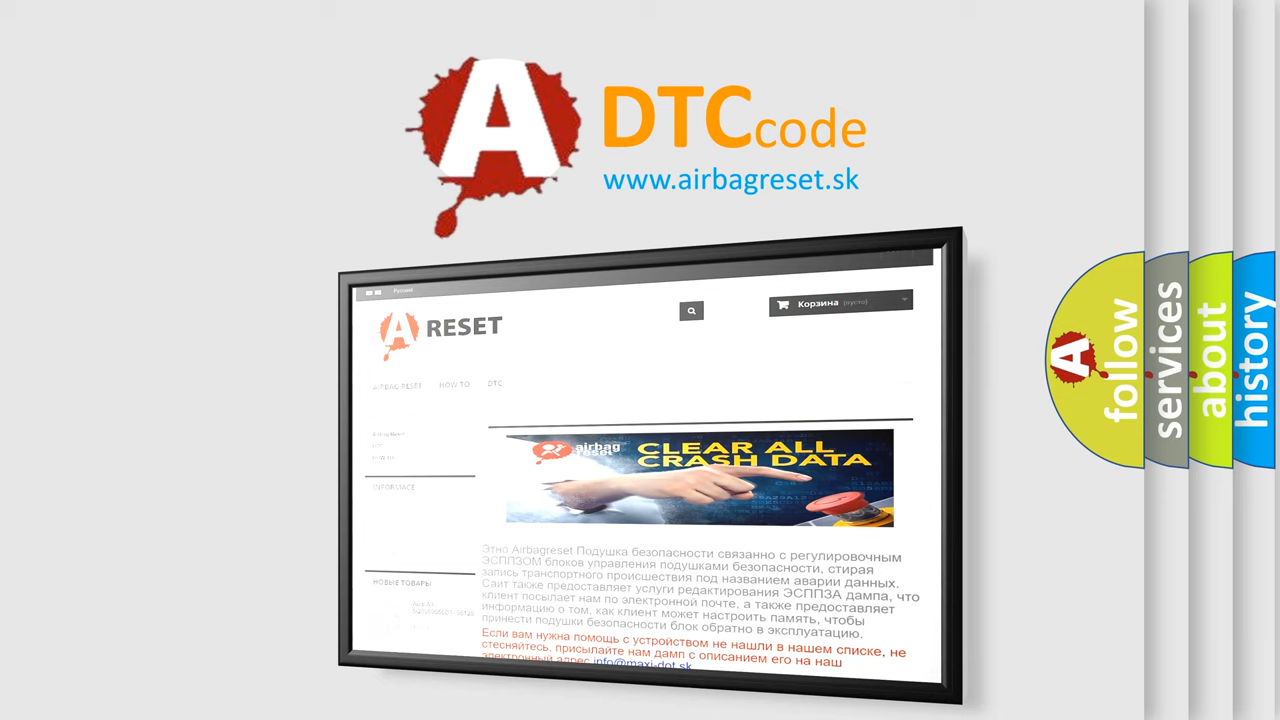 A DTCcode
www.airbagreset.sk
Русский
A RESET
Корзина (пусто)
AIRBAG RESET HOW TO DTC
airbag
reset
CLEAR ALL
CRASH DATA
Airbag Reset
HOW TO
INFORMACE
Этно Airbagreset Подушка безопасности связанно с регулировочным
ЭСППЗОМ блоков управления подушками безопасности, стирая
запись транспортного происшествия под названием аварии данных.
Сайт также предоставляет услуги редактирования ЭСППЗА дампа, что
клиент посылает нам по электронной почте, а также предоставляет
информацию о том, как клиент может настроить память, чтобы
принести подушки безопасности блок обратно в эксплуатацию.
Если вам нужна помощь с устройством не нашли в нашем списке, не
стесняйтесь, присылайте нам дамп с описанием его на наш
электронный адрес info@maxi-dot.sk
НОВЫЕ ТОВАРЫ
A follow
services
about
history